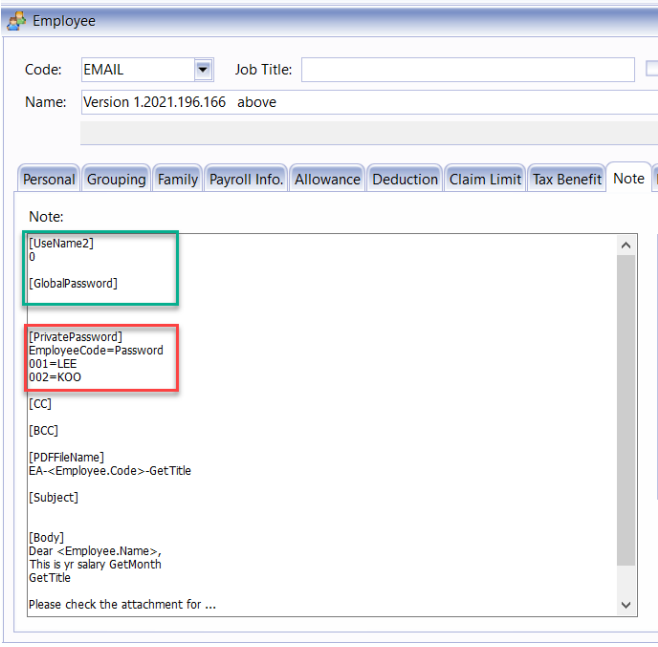 Employee
Code: EMAIL Job Title:
Name: Version 1.2021.196.166 above
Personal Grouping Family Payroll Info. Allowance Deduction Claim Limit Tax Benefit Note
Note:
[UseName2]
0
[GlobalPassword]
[PrivatePassword]
EmployeeCode=Password
001=LEE
002=KOO
[CC]
[BCC]
[PDFFileName]
EA-<Employee.Code>-GetTitle
[Subject]
[Body]
Dear <Employee.Name>,
This is yr salary GetMonth
GetTitle
Please check the attachment for ...